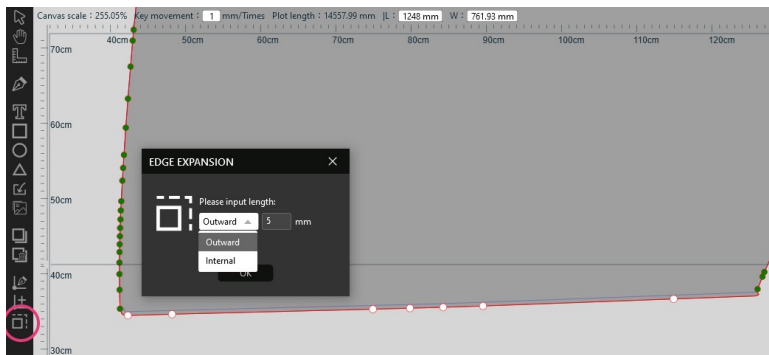 Canvas scale : 255.05% Key movement : 1 mm/Times Plot length : 14557.99 mm |L : 1248 mm W : 761.93 mm
40cm 50cm 60cm 70cm 80cm 90cm 100cm 110cm 120cm
70cm
60cm
EDGE EXPANSION
Please input length:
50cm
Outward 5 mm
Outward
Internal
OK
40cm
30cm